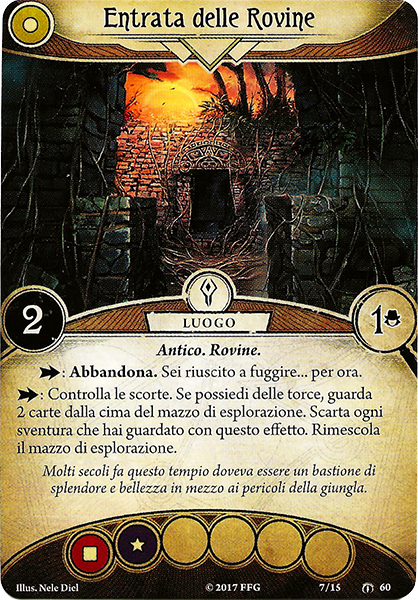 Entrata delle Rovine
2
LUOGO
1
Antico. Rovine.
: Abbandona. Sei riuscito a fuggire... per ora.
: Controlla le scorte. Se possiedi delle torce, guarda
2 carte dalla cima del mazzo di esplorazione. Scarta ogni
sventura che hai guardato con questo effetto. Rimescola
il mazzo di esplorazione.
Molti secoli fa questo tempio doveva essere un bastione di
splendore e bellezza in mezzo ai pericoli della giungla.
Illus. Nele Diel © 2017 FFG 7/15 60